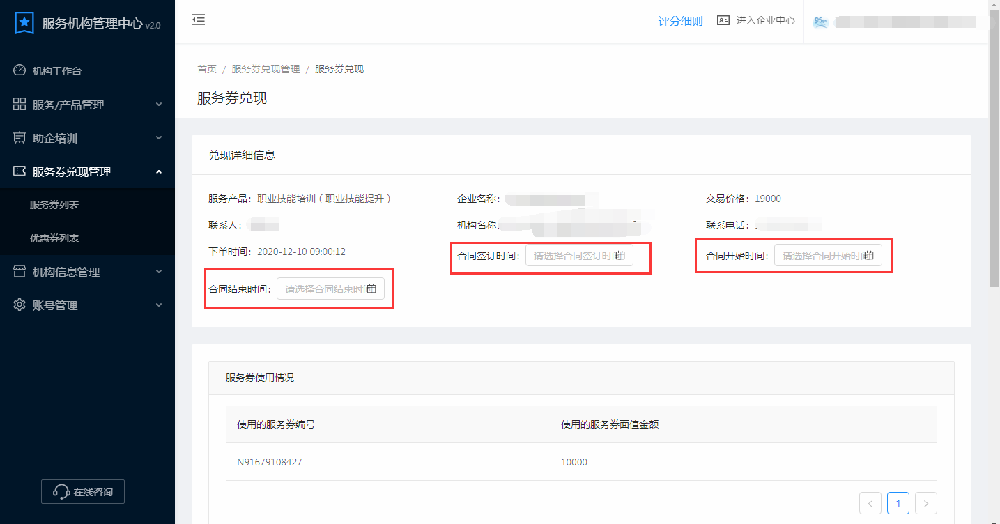 服务机构管理中心 v2.0
机构工作台
服务/产品管理
助企培训
服务券兑现管理
服务券列表
优惠券列表
机构信息管理
账号管理
在线咨询
评分细则 进入企业中心
首页 / 服务券兑现管理 / 服务券兑现
服务券兑现
兑现详细信息
服务产品：职业技能培训（职业技能提升） 企业名称： 交易价格：19000
联系人： 机构名称： 联系电话：
下单时间：2020-12-10 09:00:12 合同签订时间：请选择合同签订时间 合同开始时间：请选择合同开始时间
合同结束时间：请选择合同结束时间
服务券使用情况
使用的服务券编号 使用的服务券面值金额
N91679108427 10000
< 1 >